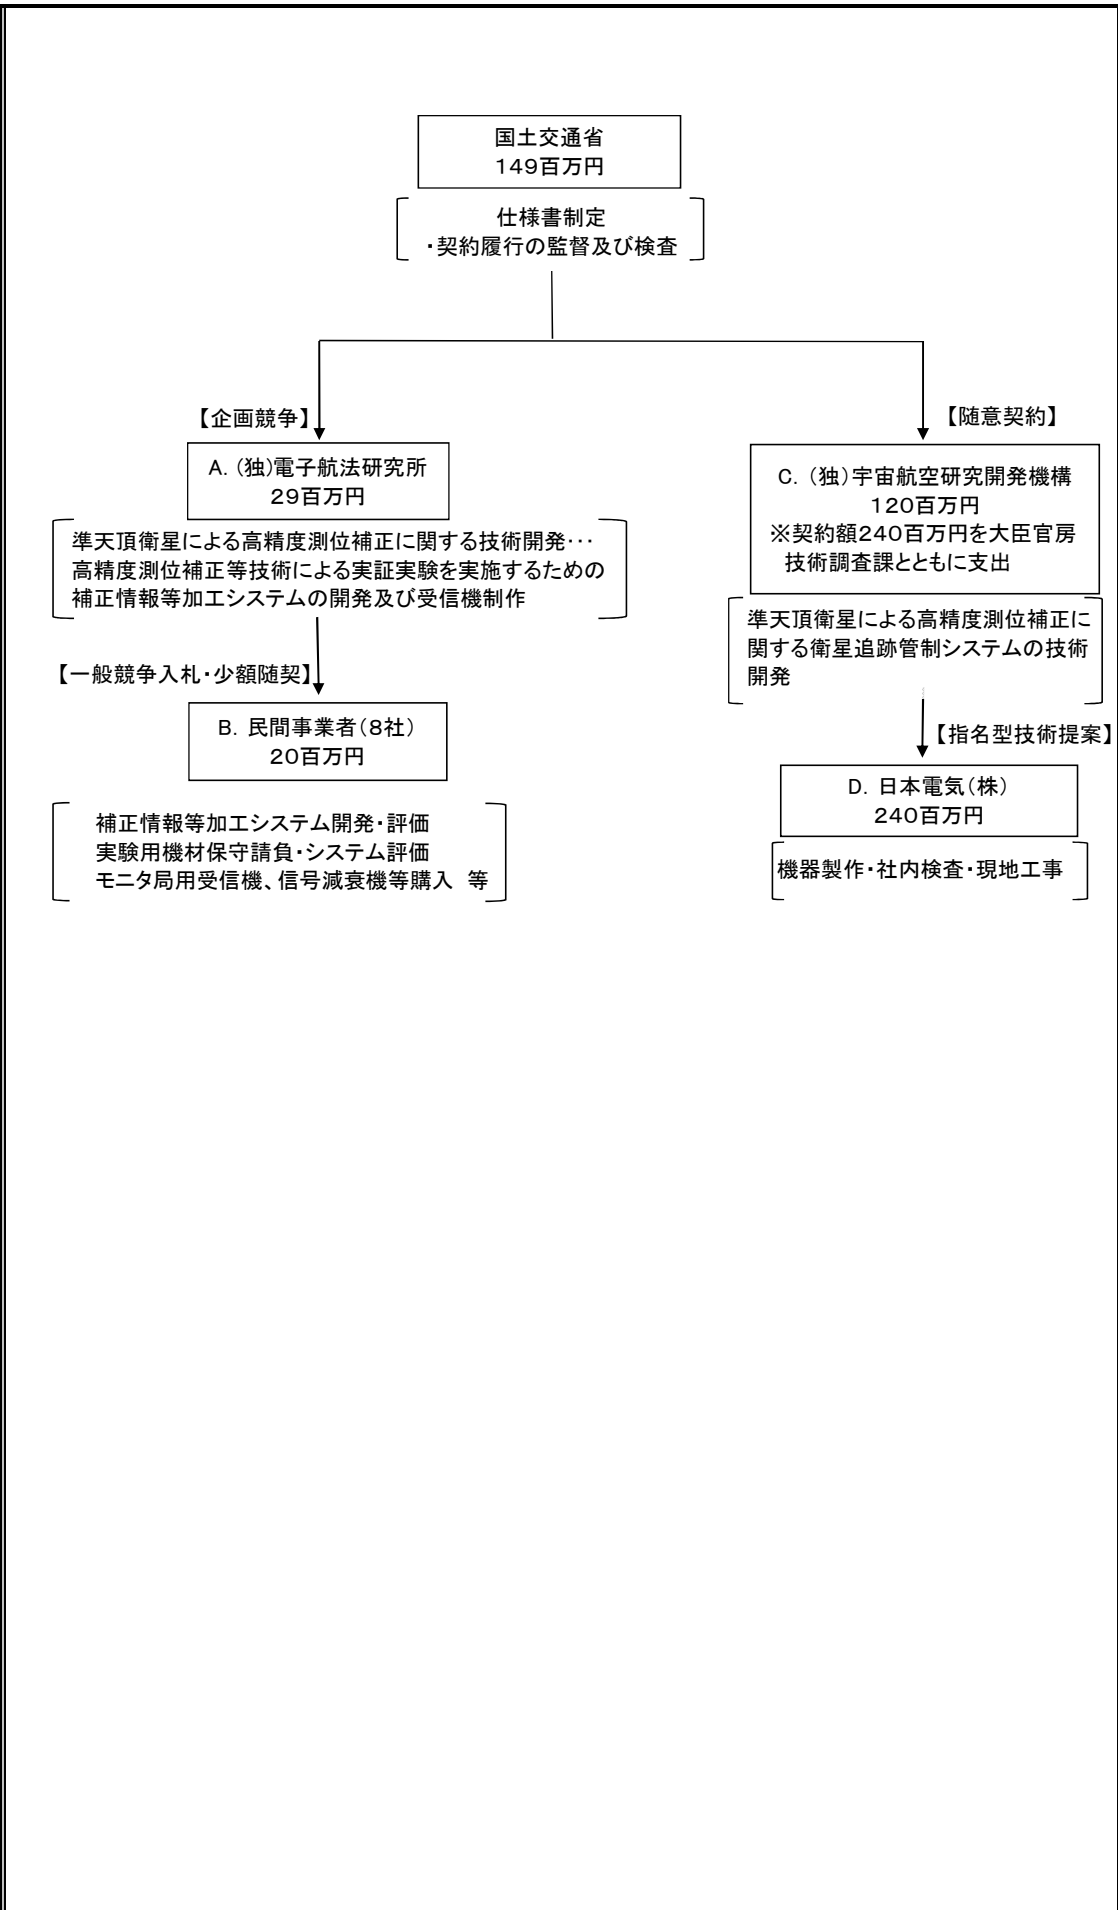 国土交通省
149百万円
仕様書制定
・契約履行の監督及び検査
【企画競争】
A.(独)電子航法研究所
29百万円
準天頂衛星による高精度測位補正に関する技術開発…
高精度測位補正等技術による実証実験を実施するための
補正情報等加工システムの開発及び受信機制作
【一般競争入札・少額随契】
B.民間事業者(8社)
20百万円
補正情報等加工システム開発・評価
実験用機材保守請負・システム評価
モニタ局用受信機、信号減衰機等購入 等
【随意契約】
C.(独)宇宙航空研究開発機構
120百万円
※契約額240百万円を大臣官房
技術調査課とともに支出
準天頂衛星による高精度測位補正に
関する衛星追跡管制システムの技術
開発
【指名型技術提案】
D.日本電気(株)
240百万円
機器製作・社内検査・現地工事